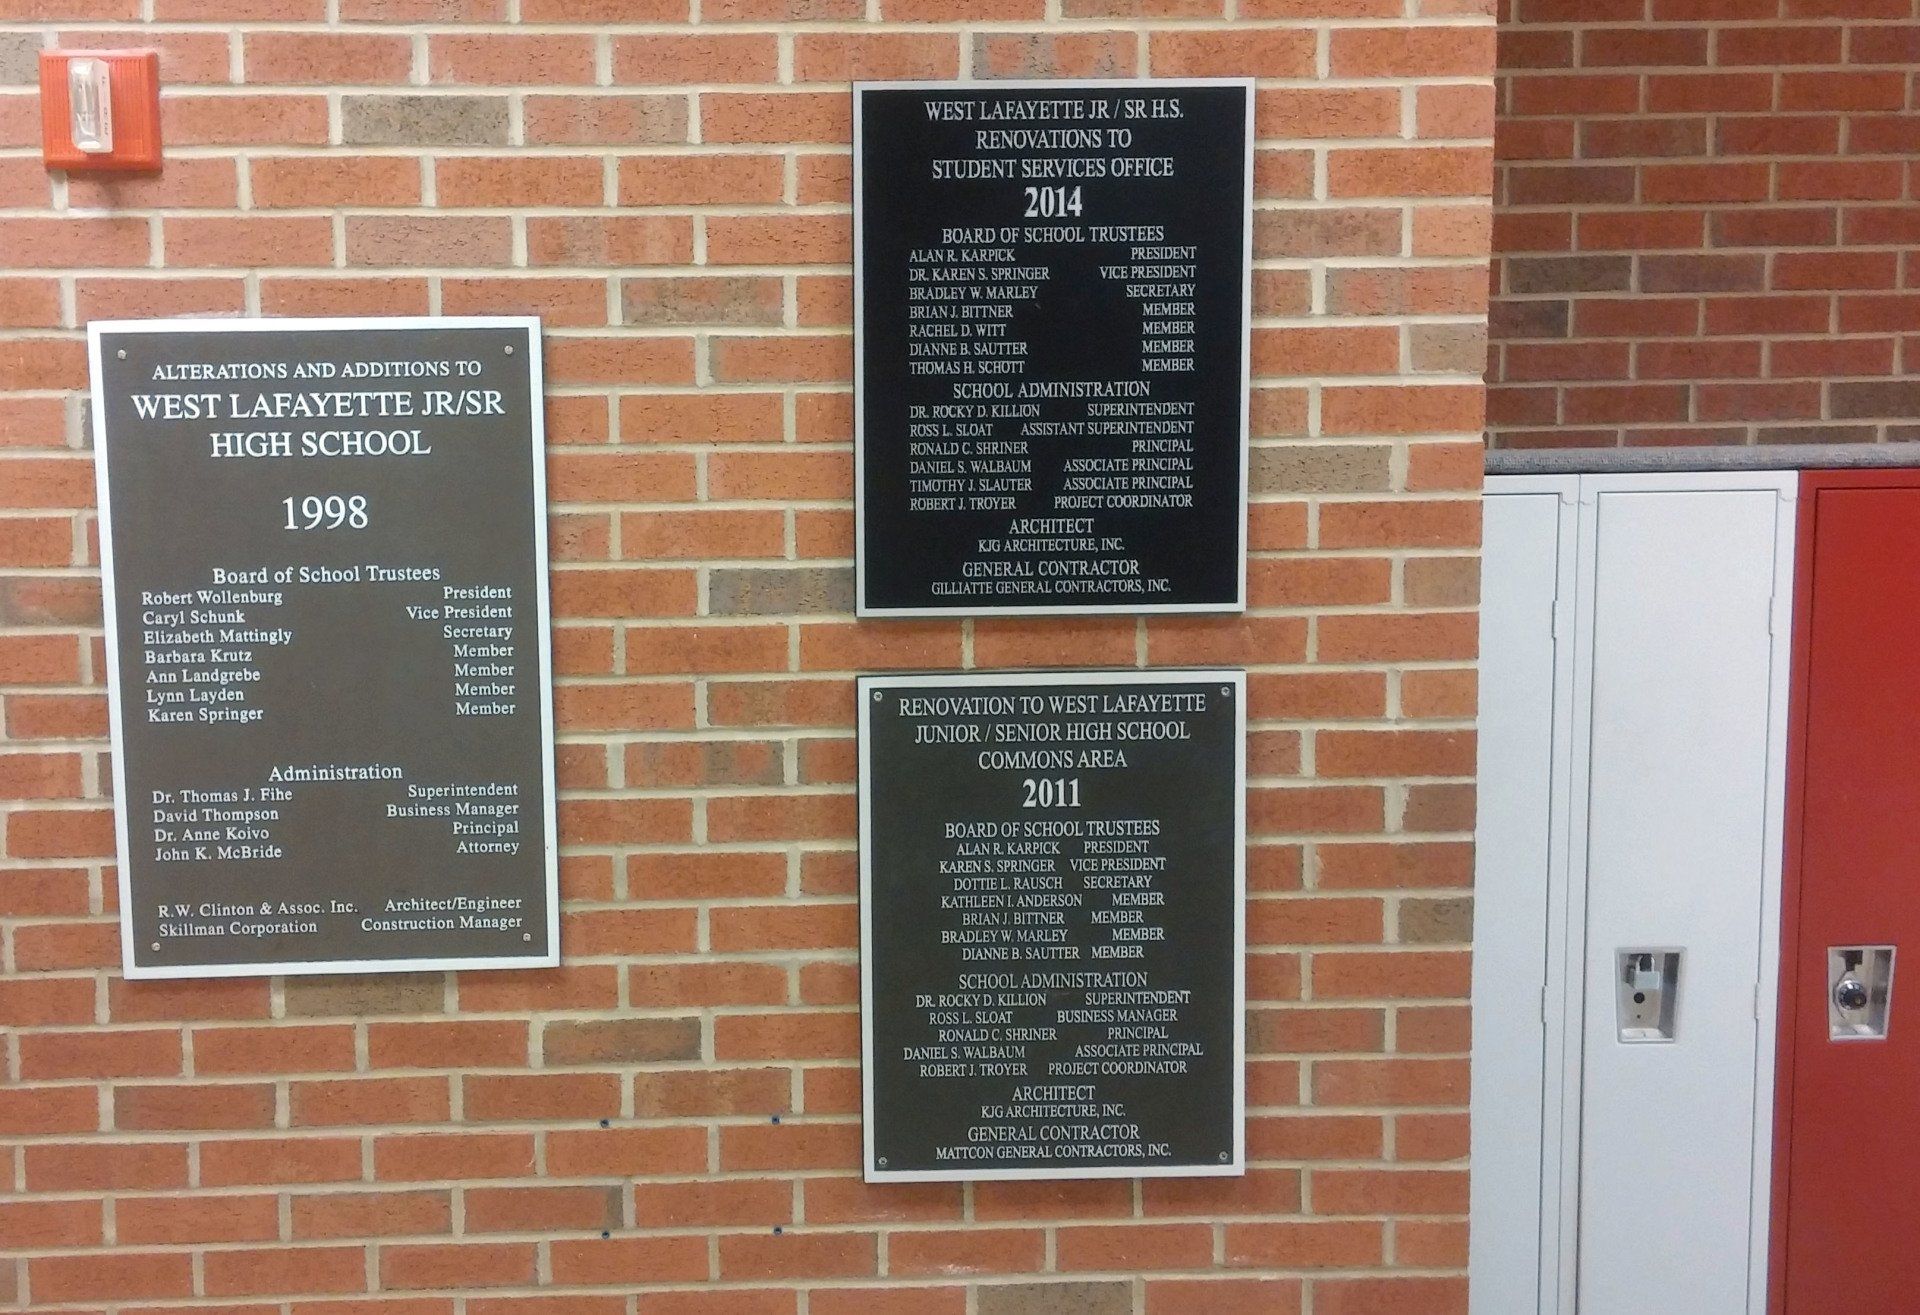 ALTERATIONS AND ADDITIONS TO
WEST LAFAYETTE JR/SR
HIGH SCHOOL
1998
Board of School Trustees
Robert Wollenburg President
Caryl Schunk Vice President
Elizabeth Mattingly Secretary
Barbara Krutz Member
Ann Landgrebe Member
Lynn Layden Member
Karen Springer Member
Administration
Dr. Thomas J. Fihe Superintendent
David Thompson Business Manager
Dr. Anne Koivo Principal
John K. McBride Attorney
R.W. Clinton & Assoc. Inc. Architect/Engineer
Skillman Corporation Construction Manager
WEST LAFAYETTE JR / SR H.S.
RENOVATIONS TO
STUDENT SERVICES OFFICE
2014
BOARD OF SCHOOL TRUSTEES
ALAN R. KARPICK PRESIDENT
DR. KAREN S. SPRINGER VICE PRESIDENT
BRADLEY W. MARLEY SECRETARY
BRIAN J. BITTNER MEMBER
RACHEL D. WITT MEMBER
DIANNE B. SAUTTER MEMBER
THOMAS H. SCHOTT MEMBER
SCHOOL ADMINISTRATION
DR. ROCKY D. KILLION SUPERINTENDENT
ROSS L. SLOAT ASSISTANT SUPERINTENDENT
RONALD C. SHRINER PRINCIPAL
DANIEL S. WALBAUM ASSOCIATE PRINCIPAL
TIMOTHY J. SLAUTER ASSOCIATE PRINCIPAL
ROBERT J. TROYER PROJECT COORDINATOR
ARCHITECT
KJG ARCHITECTURE, INC.
GENERAL CONTRACTOR
GILLIATTE GENERAL CONTRACTORS, INC.
RENOVATION TO WEST LAFAYETTE
JUNIOR / SENIOR HIGH SCHOOL
COMMONS AREA
2011
BOARD OF SCHOOL TRUSTEES
ALAN R. KARPICK PRESIDENT
KAREN S. SPRINGER VICE PRESIDENT
DOTTIE L. RAUSCH SECRETARY
KATHLEEN I. ANDERSON MEMBER
BRIAN J. BITTNER MEMBER
BRADLEY W. MARLEY MEMBER
DIANNE B. SAUTTER MEMBER
SCHOOL ADMINISTRATION
DR. ROCKY D. KILLION SUPERINTENDENT
ROSS L. SLOAT BUSINESS MANAGER
RONALD C. SHRINER PRINCIPAL
DANIEL S. WALBAUM ASSOCIATE PRINCIPAL
ROBERT J. TROYER PROJECT COORDINATOR
ARCHITECT
KJG ARCHITECTURE, INC.
GENERAL CONTRACTOR
MATTCON GENERAL CONTRACTORS, INC.